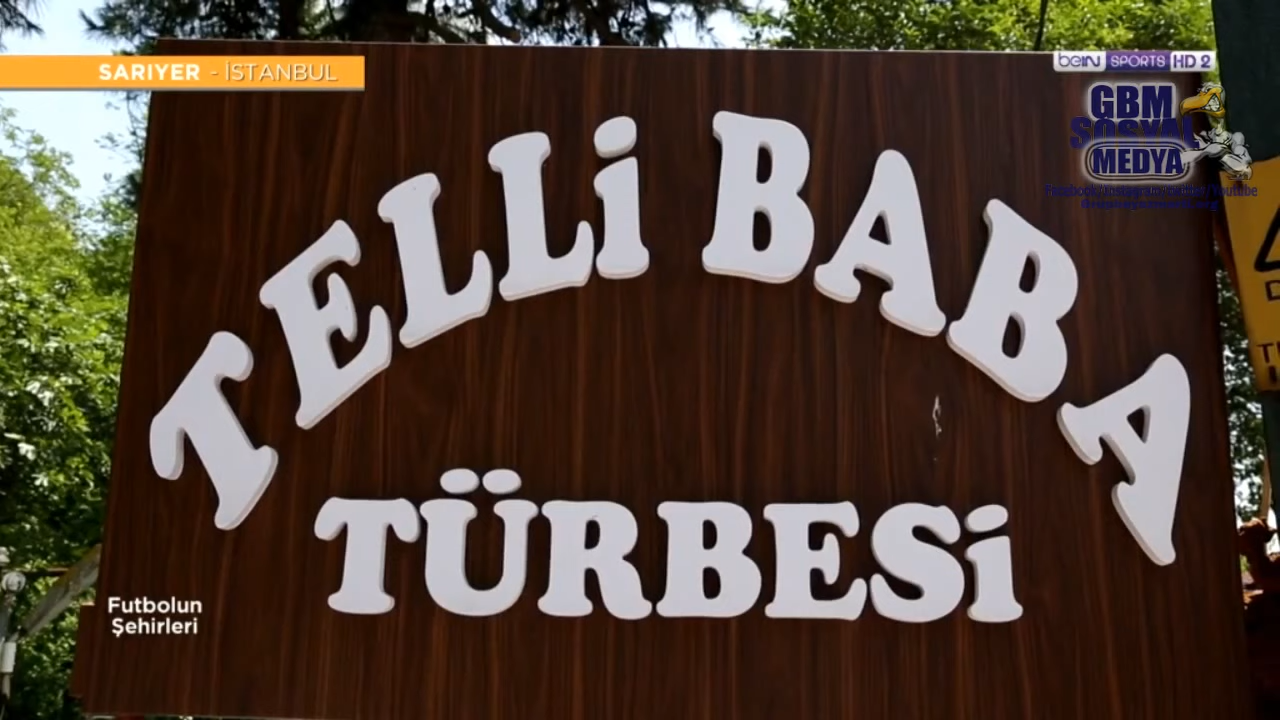 SARIYER - İSTANBUL
beIN SPORTS HD 2
GBM
SOSYAL
MEDYA
TELLİ BABA
TÜRBESİ
Futbolun
Şehirleri